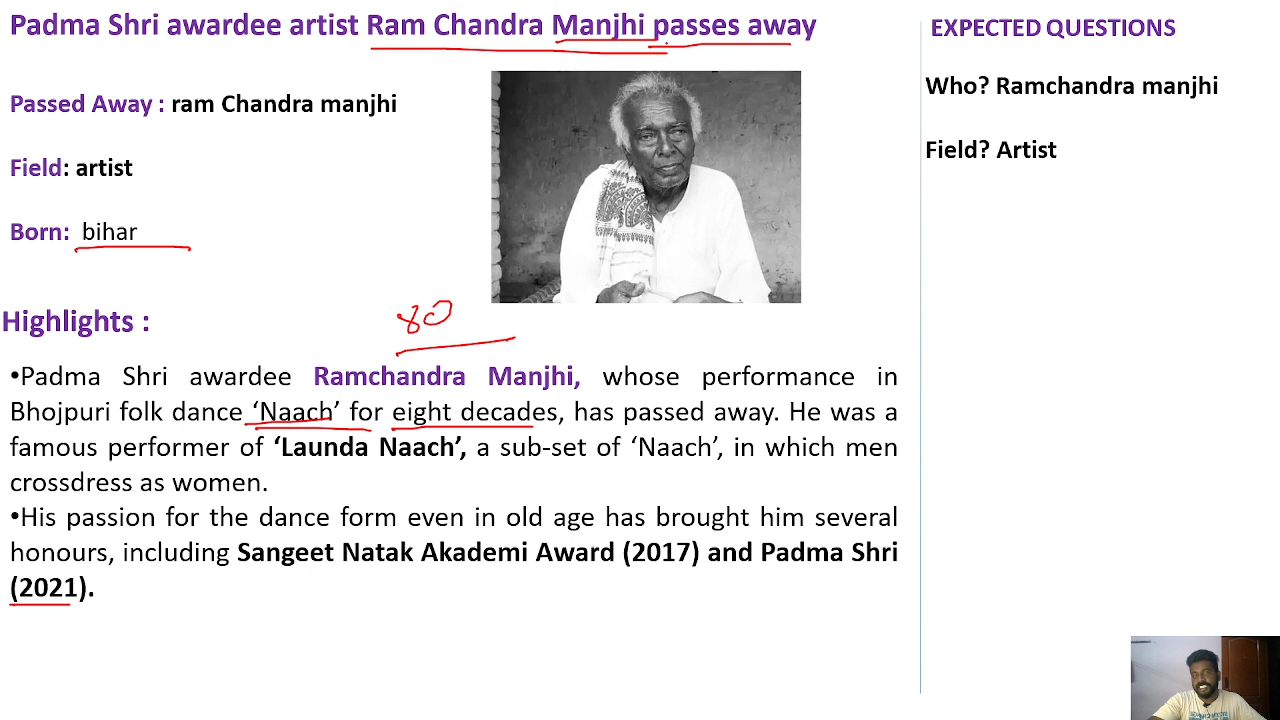 Padma Shri awardee artist Ram Chandra Manjhi passes away
Passed Away : ram Chandra manjhi
Field: artist
Born: bihar
80
Highlights :
•Padma Shri awardee Ramchandra Manjhi, whose performance in
Bhojpuri folk dance ‘Naach’ for eight decades, has passed away. He was a
famous performer of ‘Launda Naach’, a sub-set of ‘Naach’, in which men
crossdress as women.
•His passion for the dance form even in old age has brought him several
honours, including Sangeet Natak Akademi Award (2017) and Padma Shri
(2021).
EXPECTED QUESTIONS
Who? Ramchandra manjhi
Field? Artist